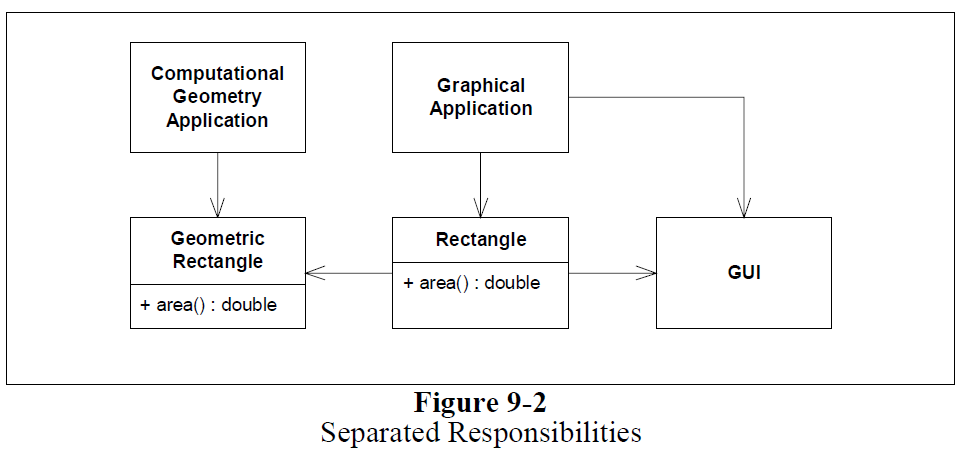 Computational
Geometry
Application
Graphical
Application
Geometric
Rectangle
+ area() : double
Rectangle
+ area() : double
GUI
Figure 9-2
Separated Responsibilities